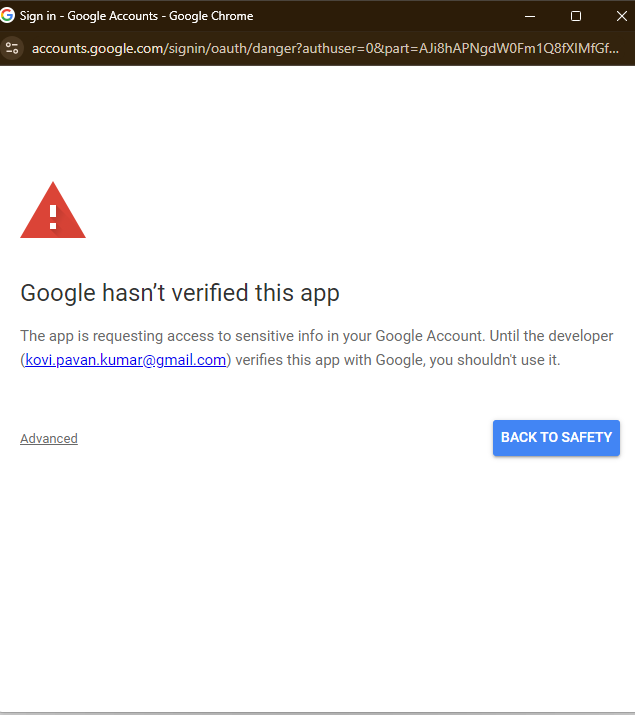 Sign in - Google Accounts - Google Chrome
accounts.google.com/signin/oauth/danger?authuser=0&part=AJi8hAPNgdW0Fm1Q8fXIMfGf...
Google hasn’t verified this app
The app is requesting access to sensitive info in your Google Account. Until the developer
(kovi.pavan.kumar@gmail.com) verifies this app with Google, you shouldn't use it.
Advanced
BACK TO SAFETY